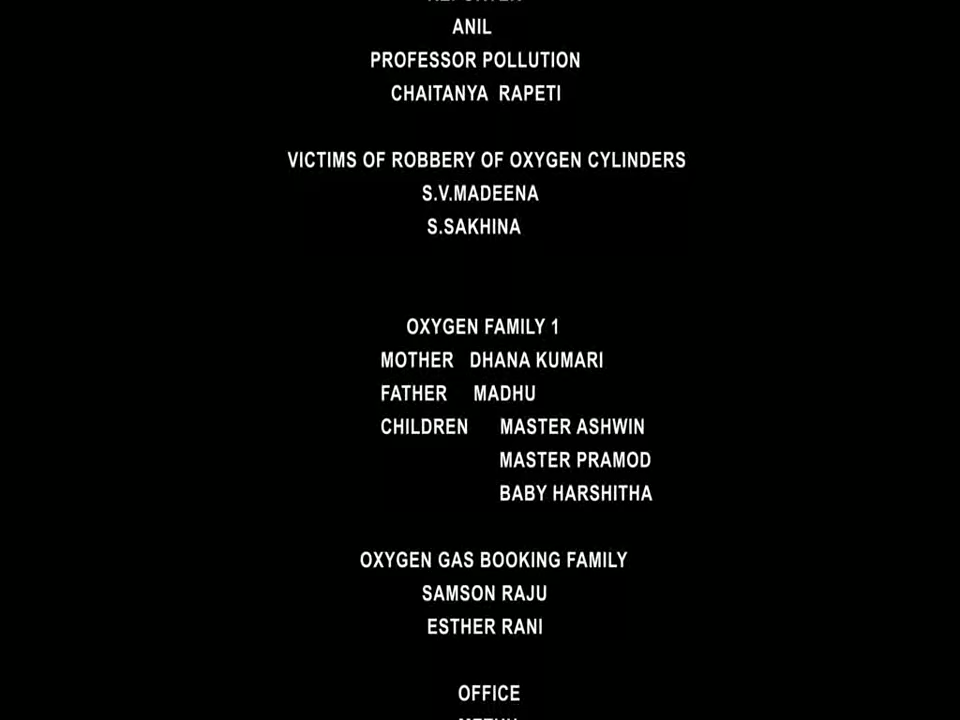 REPORTER
ANIL
PROFESSOR POLLUTION
CHAITANYA RAPETI
VICTIMS OF ROBBERY OF OXYGEN CYLINDERS
S.V.MADEENA
S.SAKHINA
OXYGEN FAMILY 1
MOTHER DHANA KUMARI
FATHER MADHU
CHILDREN MASTER ASHWIN
MASTER PRAMOD
BABY HARSHITHA
OXYGEN GAS BOOKING FAMILY
SAMSON RAJU
ESTHER RANI
OFFICE